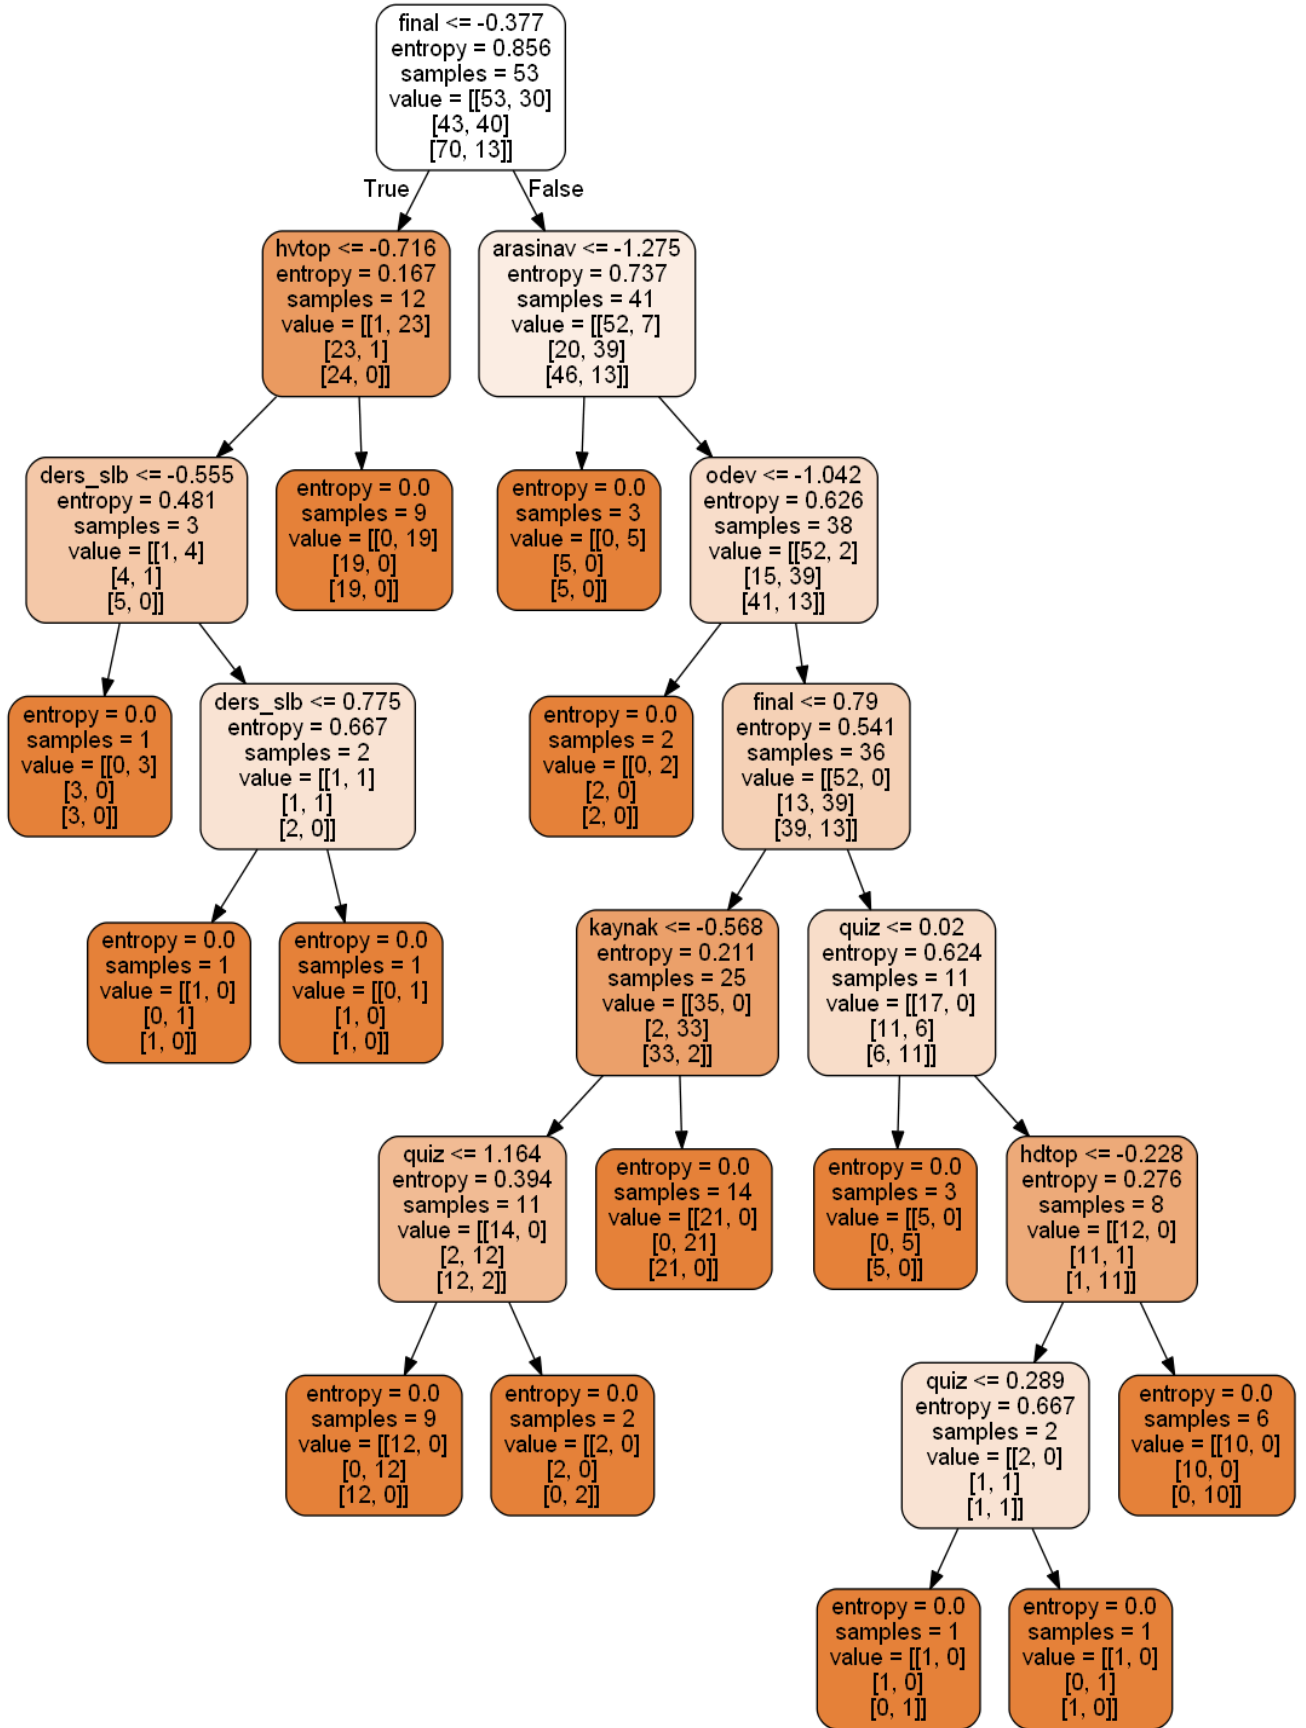 final <= -0.377
entropy = 0.856
samples = 53
value = [[53, 30]
[43, 40]
[70, 13]]
True
False
hvtop <= -0.716
entropy = 0.167
samples = 12
value = [[1, 23]
[23, 1]
[24, 0]]
arasinav <= -1.275
entropy = 0.737
samples = 41
value = [[52, 7]
[20, 39]
[46, 13]]
ders_slb <= -0.555
entropy = 0.481
samples = 3
value = [[1, 4]
[4, 1]
[5, 0]]
entropy = 0.0
samples = 9
value = [[0, 19]
[19, 0]
[19, 0]]
entropy = 0.0
samples = 3
value = [[0, 5]
[5, 0]
[5, 0]]
odev <= -1.042
entropy = 0.626
samples = 38
value = [[52, 2]
[15, 39]
[41, 13]]
entropy = 0.0
samples = 1
value = [[0, 3]
[3, 0]
[3, 0]]
ders_slb <= 0.775
entropy = 0.667
samples = 2
value = [[1, 1]
[1, 1]
[2, 0]]
entropy = 0.0
samples = 2
value = [[0, 2]
[2, 0]
[2, 0]]
final <= 0.79
entropy = 0.541
samples = 36
value = [[52, 0]
[13, 39]
[39, 13]]
entropy = 0.0
samples = 1
value = [[1, 0]
[0, 1]
[1, 0]]
entropy = 0.0
samples = 1
value = [[0, 1]
[1, 0]
[1, 0]]
kaynak <= -0.568
entropy = 0.211
samples = 25
value = [[35, 0]
[2, 33]
[33, 2]]
quiz <= 0.02
entropy = 0.624
samples = 11
value = [[17, 0]
[11, 6]
[6, 11]]
quiz <= 1.164
entropy = 0.394
samples = 11
value = [[14, 0]
[2, 12]
[12, 2]]
entropy = 0.0
samples = 14
value = [[21, 0]
[0, 21]
[21, 0]]
entropy = 0.0
samples = 3
value = [[5, 0]
[0, 5]
[5, 0]]
hdtop <= -0.228
entropy = 0.276
samples = 8
value = [[12, 0]
[11, 1]
[1, 11]]
entropy = 0.0
samples = 9
value = [[12, 0]
[0, 12]
[12, 0]]
entropy = 0.0
samples = 2
value = [[2, 0]
[2, 0]
[0, 2]]
quiz <= 0.289
entropy = 0.667
samples = 2
value = [[2, 0]
[1, 1]
[1, 1]]
entropy = 0.0
samples = 6
value = [[10, 0]
[10, 0]
[0, 10]]
entropy = 0.0
samples = 1
value = [[1, 0]
[1, 0]
[0, 1]]
entropy = 0.0
samples = 1
value = [[1, 0]
[0, 1]
[1, 0]]